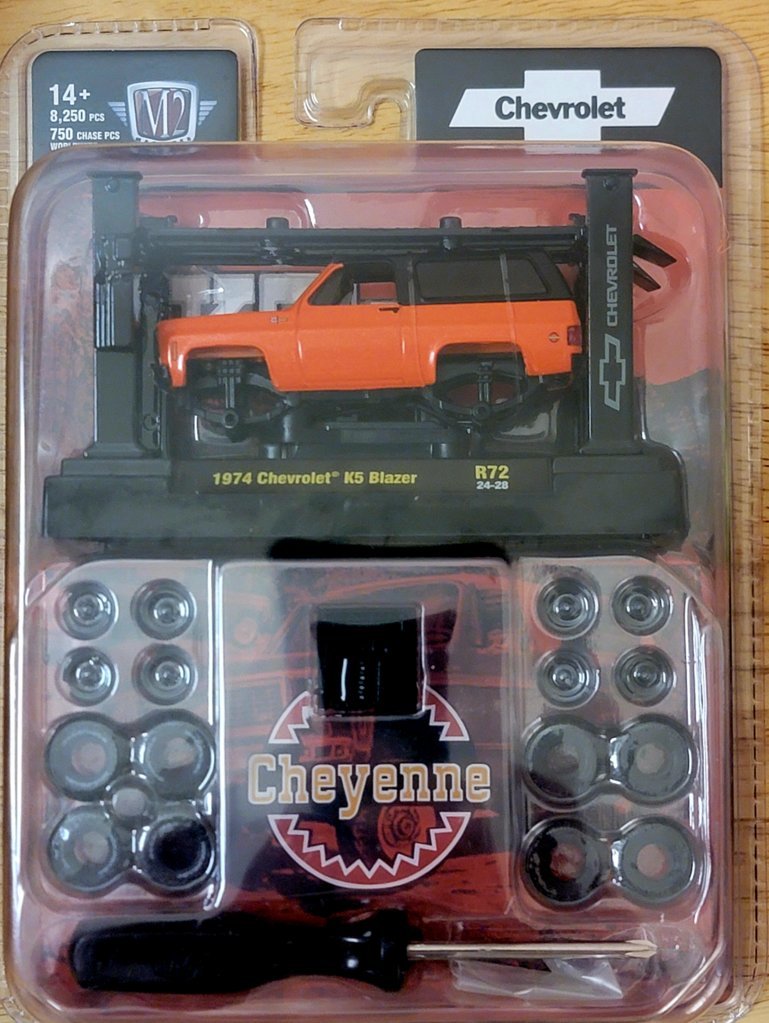 14+
8,250 PCS
750 CHASE PCS
M2
Chevrolet
CHEVROLET
1974 Chevrolet® K5 Blazer
R72
24-28
Cheyenne